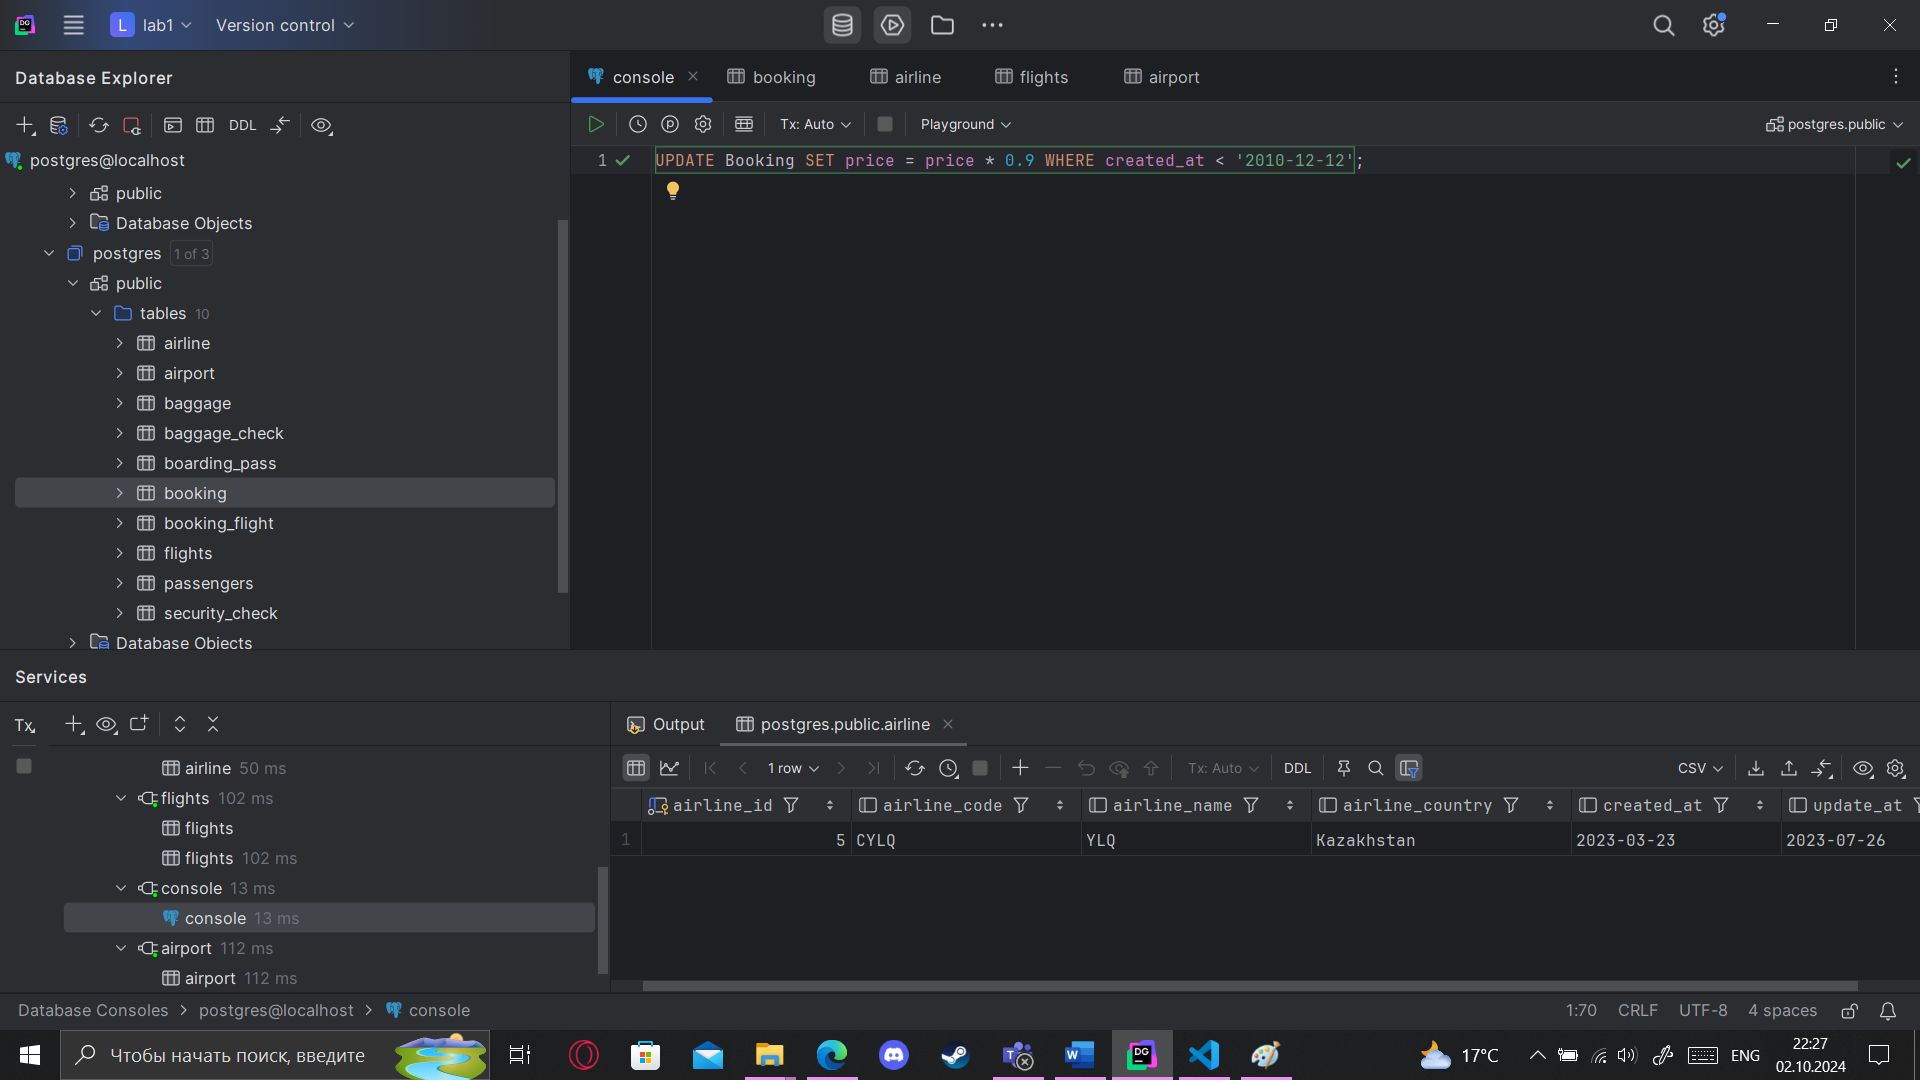 L lab1 Version control
Database Explorer
DDL
postgres@localhost
public
Database Objects
postgres 1 of 3
public
tables 10
airline
airport
baggage
baggage_check
boarding_pass
booking
booking_flight
flights
passengers
security_check
Database Objects
console booking airline flights airport
Tx: Auto Playground postgres.public
1 UPDATE Booking SET price = price * 0.9 WHERE created_at < '2010-12-12';
Services
Tx
airline 50 ms
flights 102 ms
flights
flights 102 ms
console 13 ms
console 13 ms
airport 112 ms
airport 112 ms
Output postgres.public.airline
1 row Tx: Auto DDL CSV
airline_id airline_code airline_name airline_country created_at update_at
1 5 CYLQ YLQ Kazakhstan 2023-03-23 2023-07-26
Database Consoles > postgres@localhost > console 1:70 CRLF UTF-8 4 spaces
Чтобы начать поиск, введите 17°C ENG 22:27
02.10.2024